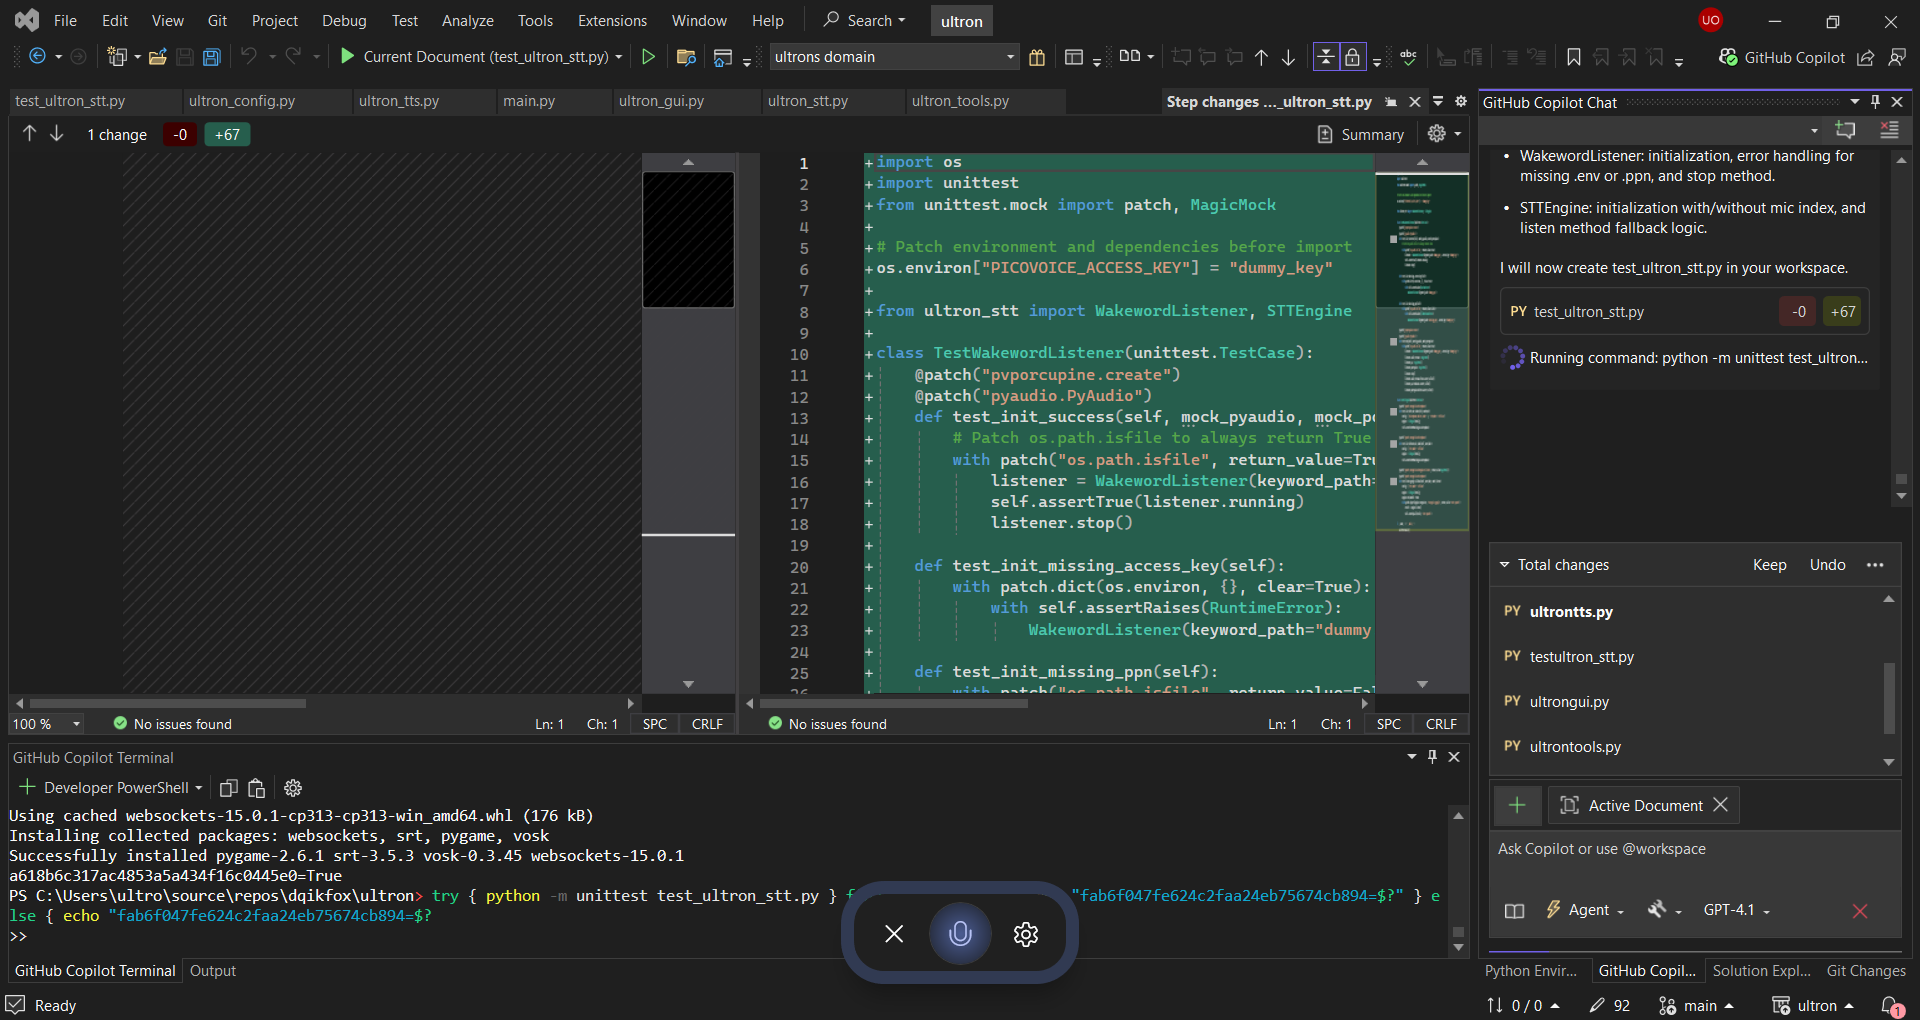 File Edit View Git Project Debug Test Analyze Tools Extensions Window Help Search ultron UO
Current Document (test_ultron_stt.py) ultrons domain GitHub Copilot
test_ultron_stt.py ultron_config.py ultron_tts.py main.py ultron_gui.py ultron_stt.py ultron_tools.py Step changes ..._ultron_stt.py
1 change -0 +67 Summary
1 +import os
2 +import unittest
3 +from unittest.mock import patch, MagicMock
4 +
5 +# Patch environment and dependencies before import
6 +os.environ["PICOVOICE_ACCESS_KEY"] = "dummy_key"
7 +
8 +from ultron_stt import WakewordListener, STTEngine
9 +
10 +class TestWakewordListener(unittest.TestCase):
11 + @patch("pvporcupine.create")
12 + @patch("pyaudio.PyAudio")
13 + def test_init_success(self, mock_pyaudio, mock_po
14 + # Patch os.path.isfile to always return True
15 + with patch("os.path.isfile", return_value=Tru
16 + listener = WakewordListener(keyword_path=
17 + self.assertTrue(listener.running)
18 + listener.stop()
19 +
20 + def test_init_missing_access_key(self):
21 + with patch.dict(os.environ, {}, clear=True):
22 + with self.assertRaises(RuntimeError):
23 + WakewordListener(keyword_path="dummy
24 +
25 + def test_init_missing_ppn(self):
26 with patch("os.path.isfile", return_value=Fal
100 % No issues found Ln: 1 Ch: 1 SPC CRLF
No issues found Ln: 1 Ch: 1 SPC CRLF
GitHub Copilot Terminal
Developer PowerShell
Using cached websockets-15.0.1-cp313-cp313-win_amd64.whl (176 kB)
Installing collected packages: websockets, srt, pygame, vosk
Successfully installed pygame-2.6.1 srt-3.5.3 vosk-0.3.45 websockets-15.0.1
a618b6c317ac4853a5a434f16c0445e0=True
PS C:\Users\ultro\source\repos\dqikfox\ultron> try { python -m unittest test_ultron_stt.py } f "fab6f047fe624c2faa24eb75674cb894=$?" } e
lse { echo "fab6f047fe624c2faa24eb75674cb894=$?
>>
GitHub Copilot Terminal Output
Ready
GitHub Copilot Chat
• WakewordListener: initialization, error handling for
missing .env or .ppn, and stop method.
• STTEngine: initialization with/without mic index, and
listen method fallback logic.
I will now create test_ultron_stt.py in your workspace.
PY test_ultron_stt.py -0 +67
Running command: python -m unittest test_ultron...
Total changes Keep Undo ...
PY ultrontts.py
PY testultron_stt.py
PY ultrongui.py
PY ultrontools.py
Active Document
Ask Copilot or use @workspace
Agent GPT-4.1
Python Envir... GitHub Copil... Solution Expl... Git Changes
0 / 0 92 main ultron 1